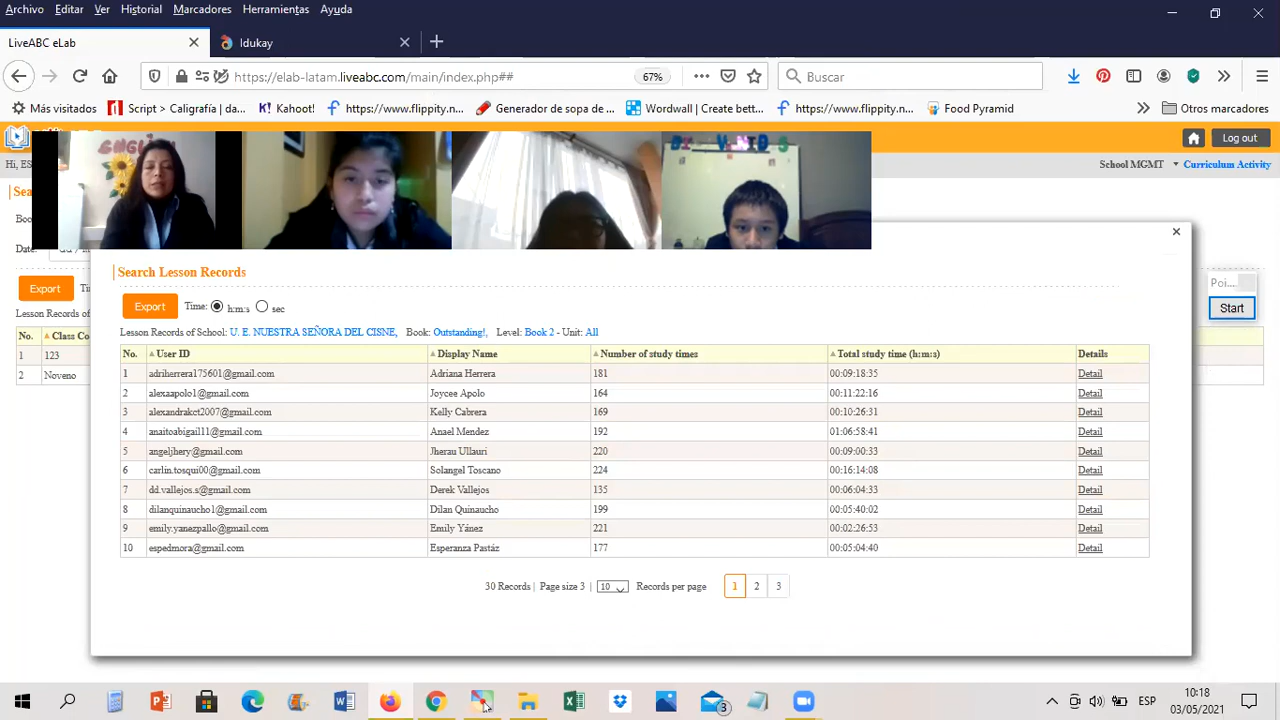 Archivo Editar Ver Historial Marcadores Herramientas Ayuda
LiveABC eLab Idukay
https://elab-latam.liveabc.com/main/index.php## 67% Buscar
Más visitados Script > Caligrafía | da... Kahoot! https://www.flippity.n... Generador de sopa de ... Wordwall | Create bett... https://www.flippity.n... Food Pyramid Otros marcadores
Log out
Hi, ES
School MGMT Curriculum Activity
ENGLISH
Search Lesson Records
Export Time: h:m:s sec
Export
Poi...
Start
Date:
Lesson Records of School: U. E. NUESTRA SEÑORA DEL CISNE, Book: Outstanding!, Level: Book 2 - Unit: All
Lesson Records of
No. Class Co
1 123
2 Noveno
No. User ID Display Name Number of study times Total study time (h:m:s) Details
1 adriherrera175601@gmail.com Adriana Herrera 181 00:09:18:35 Detail
2 alexaapolo1@gmail.com Joycee Apolo 164 00:11:22:16 Detail
3 alexandrakct2007@gmail.com Kelly Cabrera 169 00:10:26:31 Detail
4 anaitoabigail11@gmail.com Anael Mendez 192 01:06:58:41 Detail
5 angeljhery@gmail.com Jherau Ullauri 220 00:09:00:33 Detail
6 carlin.tosqui00@gmail.com Solangel Toscano 224 00:16:14:08 Detail
7 dd.vallejos.s@gmail.com Derek Vallejos 135 00:06:04:33 Detail
8 dilanquinaucho1@gmail.com Dilan Quinaucho 199 00:05:40:02 Detail
9 emily.yanezpallo@gmail.com Emily Yánez 221 00:02:26:53 Detail
10 espedmora@gmail.com Esperanza Pastáz 177 00:05:04:40 Detail
30 Records | Page size 3 | 10 Records per page 1 2 3
3
ESP
10:18
03/05/2021